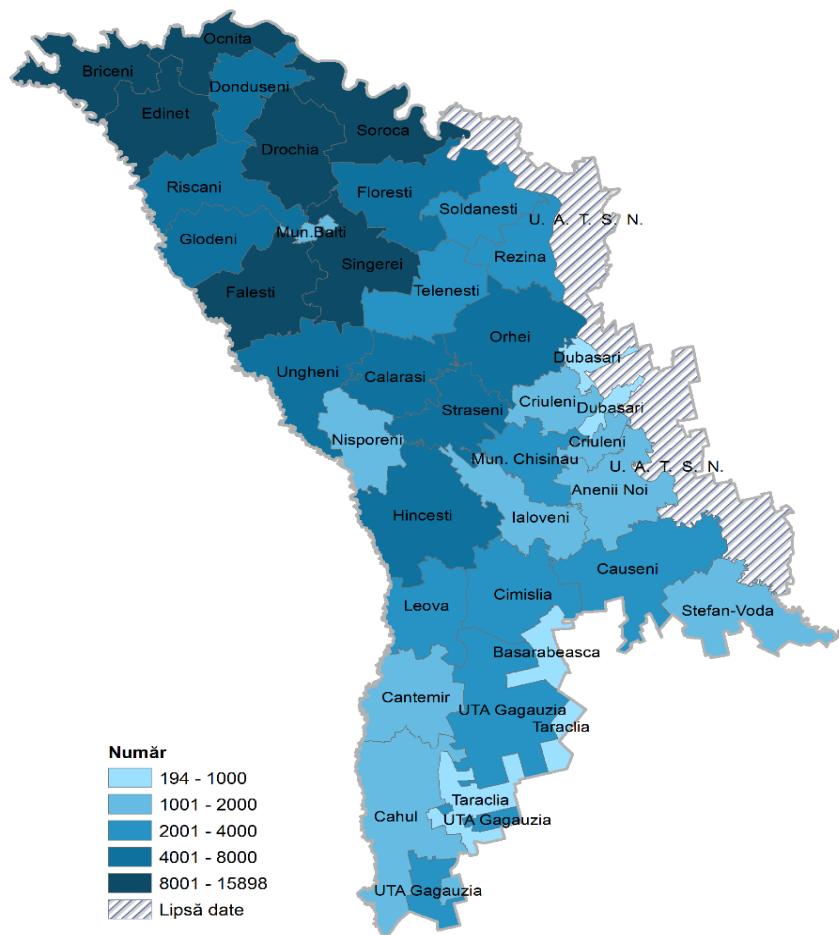 Ocnita
Briceni
Donduseni
Edinet
Soroca
Drochia
Riscani
Floresti
Soldanesti
U. A. T. S. N.
Mun.Balti
Glodeni
Rezina
Singerei
Falesti
Telenesti
Orhei
Dubasari
Ungheni
Calarasi
Criuleni
Dubasari
Straseni
Nisporeni
Criuleni
Mun. Chisinau
U. A. T. S. N.
Anenii Noi
Hincesti
Ialoveni
Causeni
Cimislia
Leova
Stefan-Voda
Basarabeasca
Cantemir
UTA Gagauzia
Taraclia
Număr
194 - 1000
1001 - 2000
2001 - 4000
4001 - 8000
8001 - 15898
Lipsă date
Taraclia
Cahul
UTA Gagauzia
UTA Gagauzia